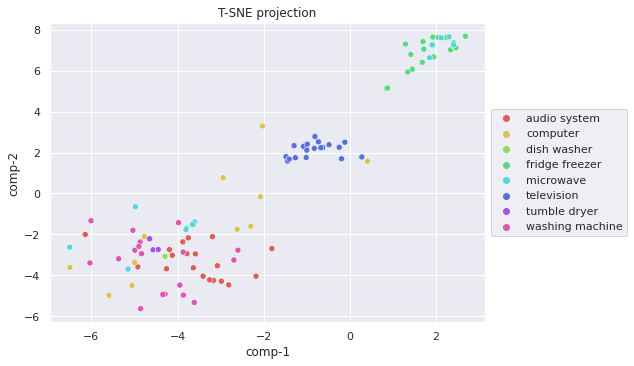 T-SNE projection
8
6
4
2
0
−2
−4
−6
comp-2
−6
−4
−2
0
2
comp-1
audio system
computer
dish washer
fridge freezer
microwave
television
tumble dryer
washing machine